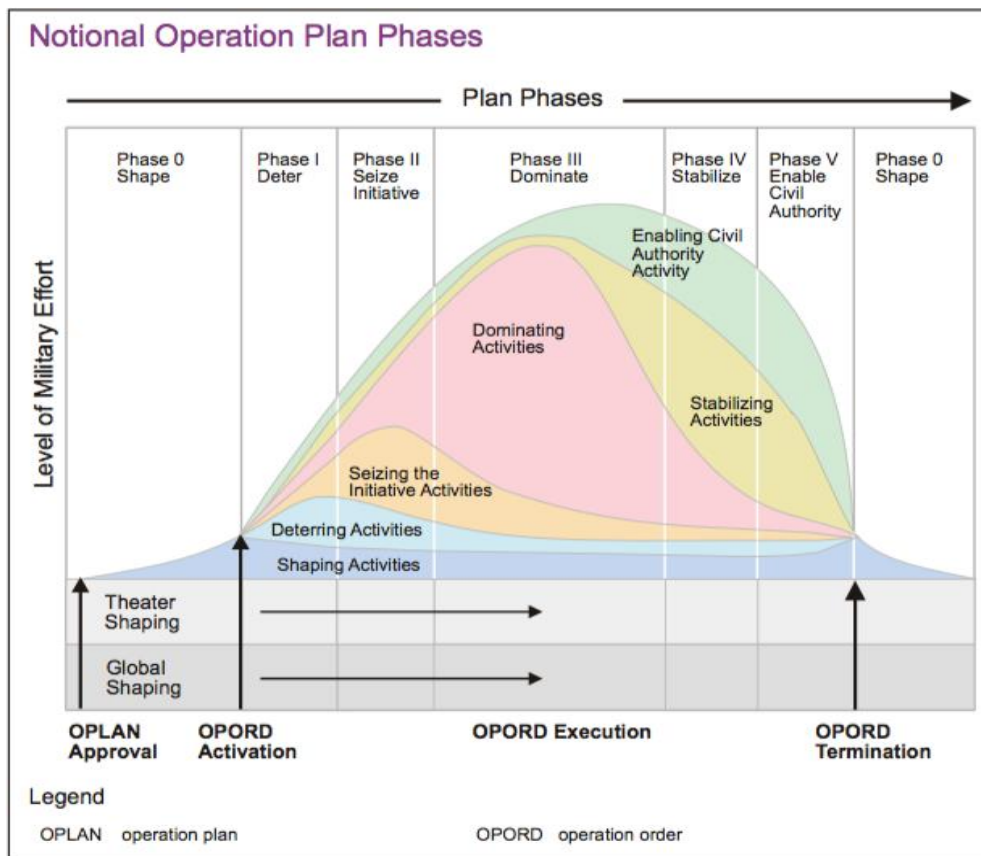 Notional Operation Plan Phases
Plan Phases
Phase 0
Shape
Phase I
Deter
Phase II
Seize
Initiative
Phase III
Dominate
Phase IV
Stabilize
Phase V
Enable
Civil
Authority
Phase 0
Shape
Level of Military Effort
Enabling Civil
Authority
Activity
Dominating
Activities
Stabilizing
Activities
Seizing the
Initiative Activities
Deterring Activities
Shaping Activities
Theater
Shaping
Global
Shaping
OPLAN
Approval
OPORD
Activation
OPORD Execution
OPORD
Termination
Legend
OPLAN operation plan
OPORD operation order